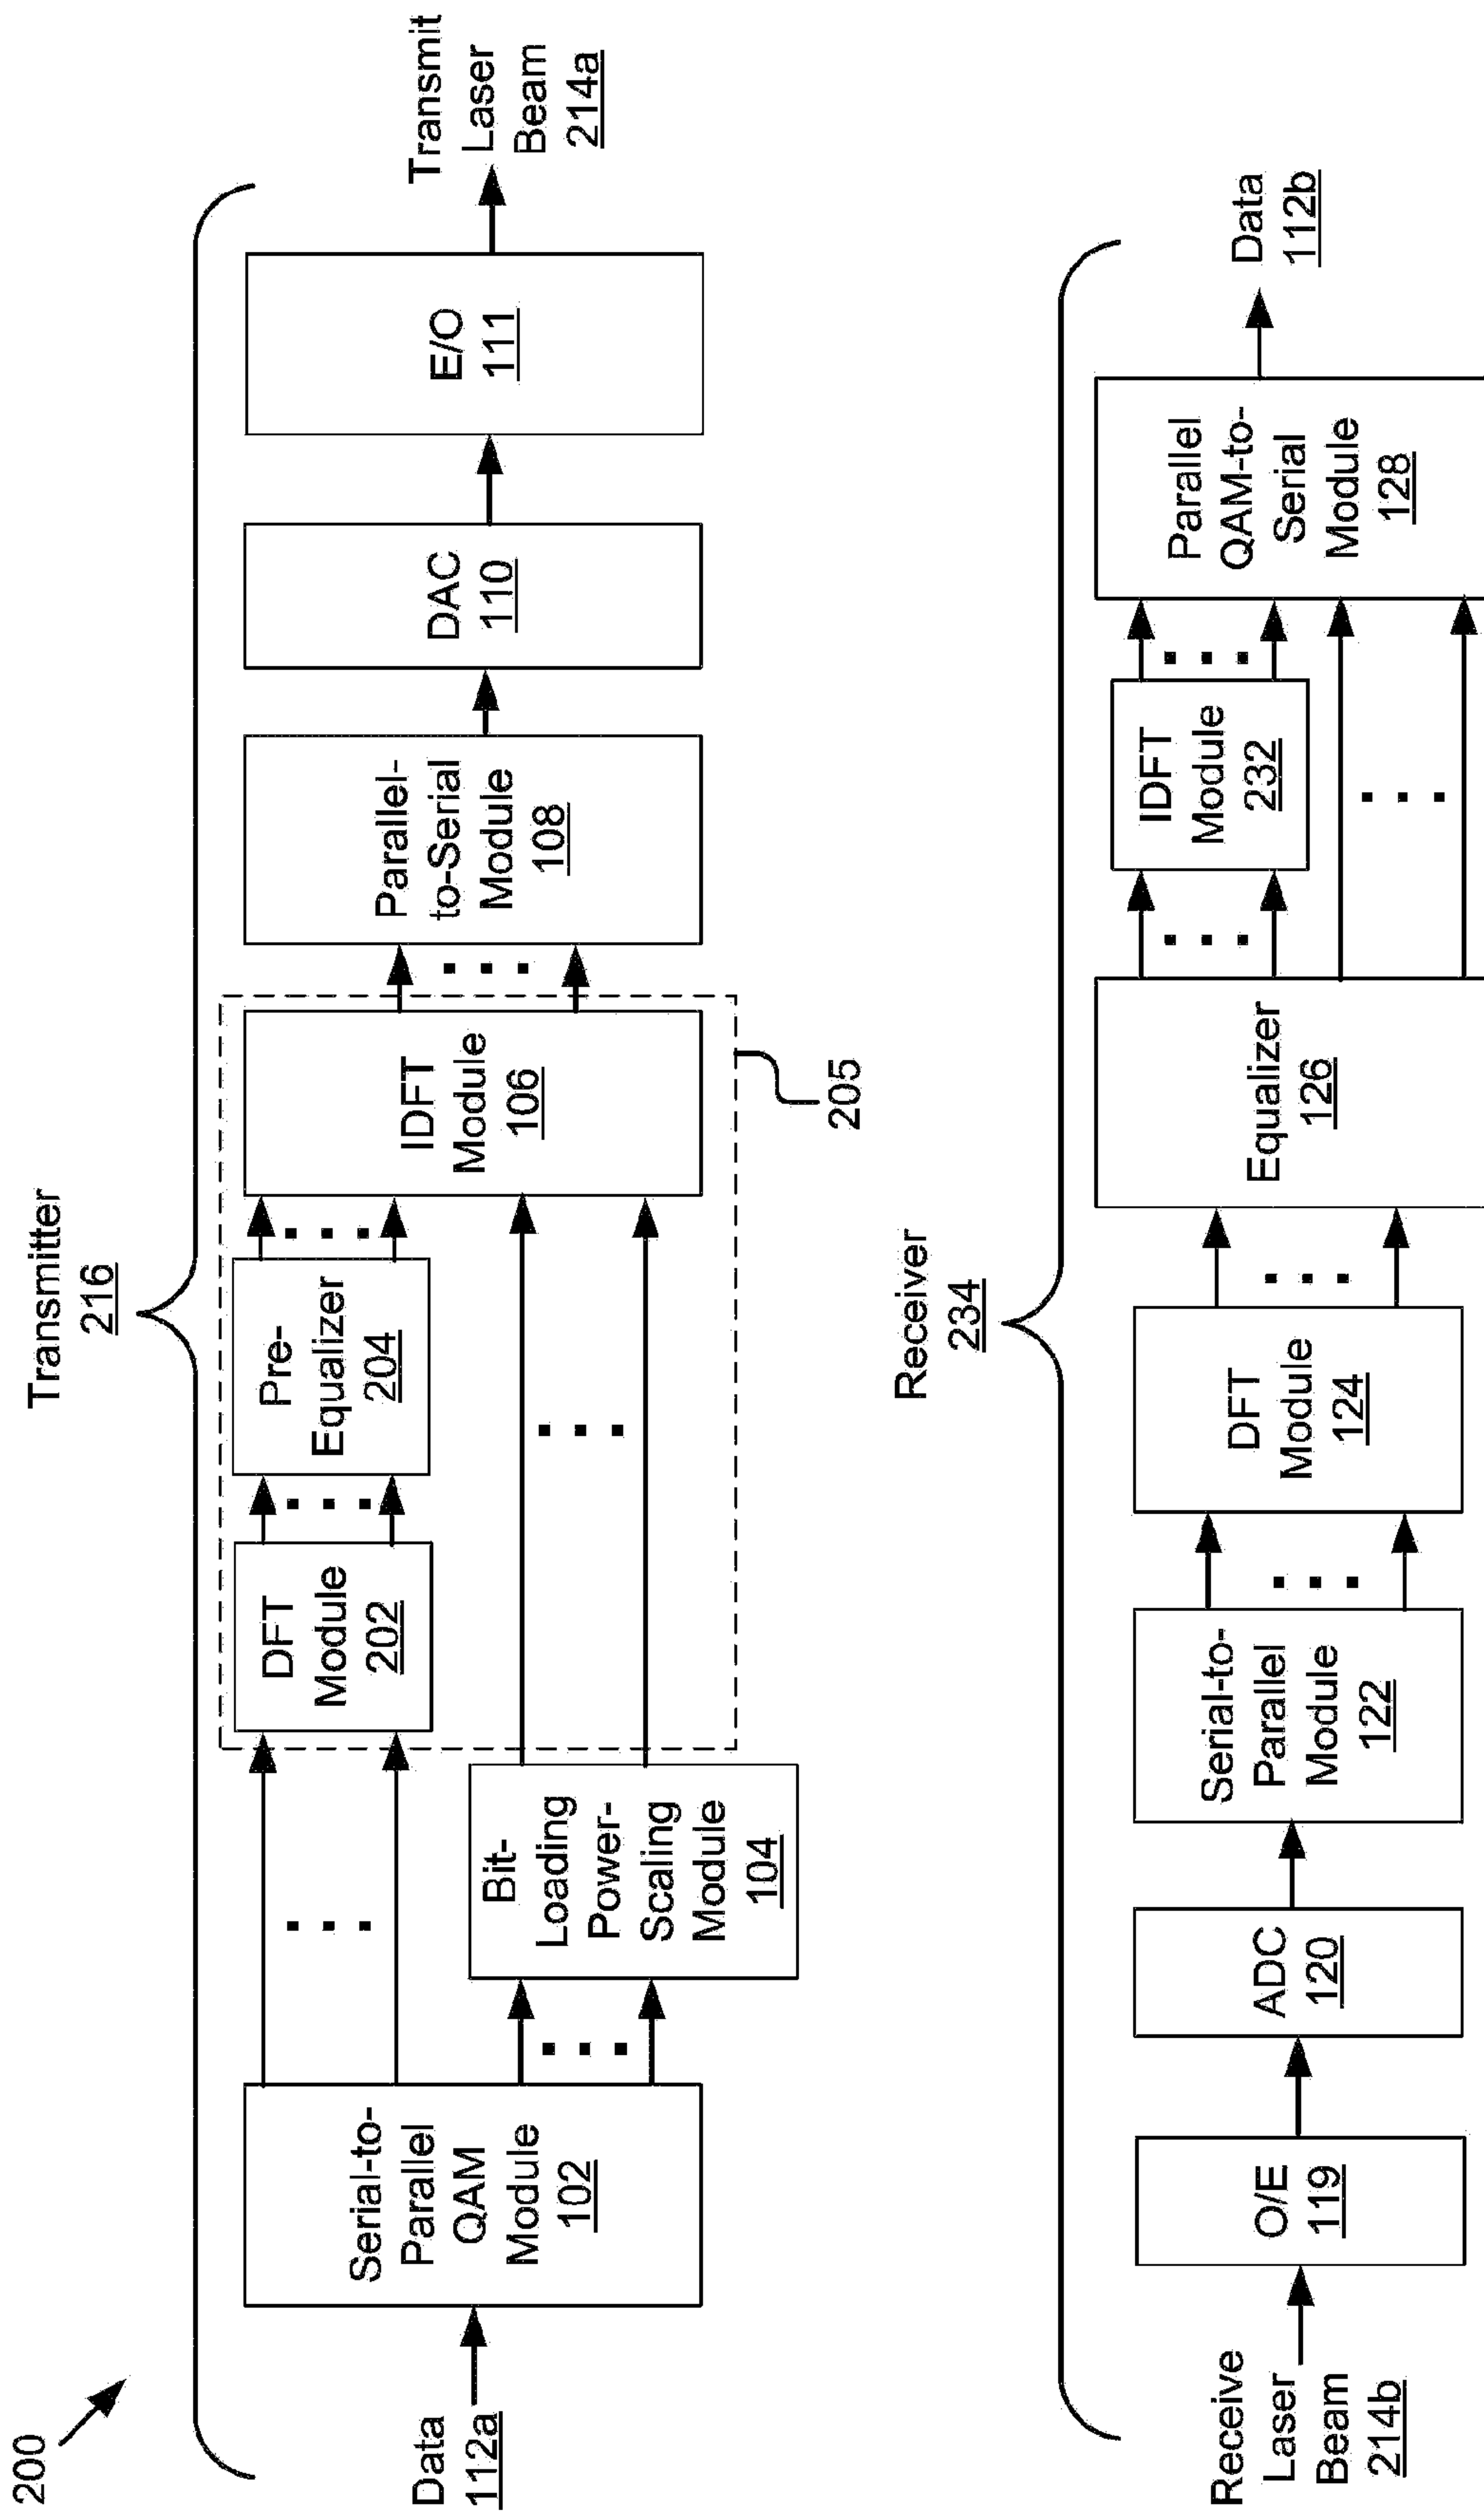 200
Transmitter
216
Data
112a
Serial-to-
Parallel
QAM
Module
102
Bit-
Loading
Power-
Scaling
Module
104
DFT
Module
202
Pre-
Equalizer
204
IDFT
Module
106
205
Parallel-
to-Serial
Module
108
DAC
110
E/O
111
Transmit
Laser
Beam
214a
Receiver
234
Receive
Laser
Beam
214b
O/E
119
ADC
120
Serial-to-
Parallel
Module
122
DFT
Module
124
Equalizer
126
IDFT
Module
232
Parallel
QAM-to-
Serial
Module
128
Data
112b